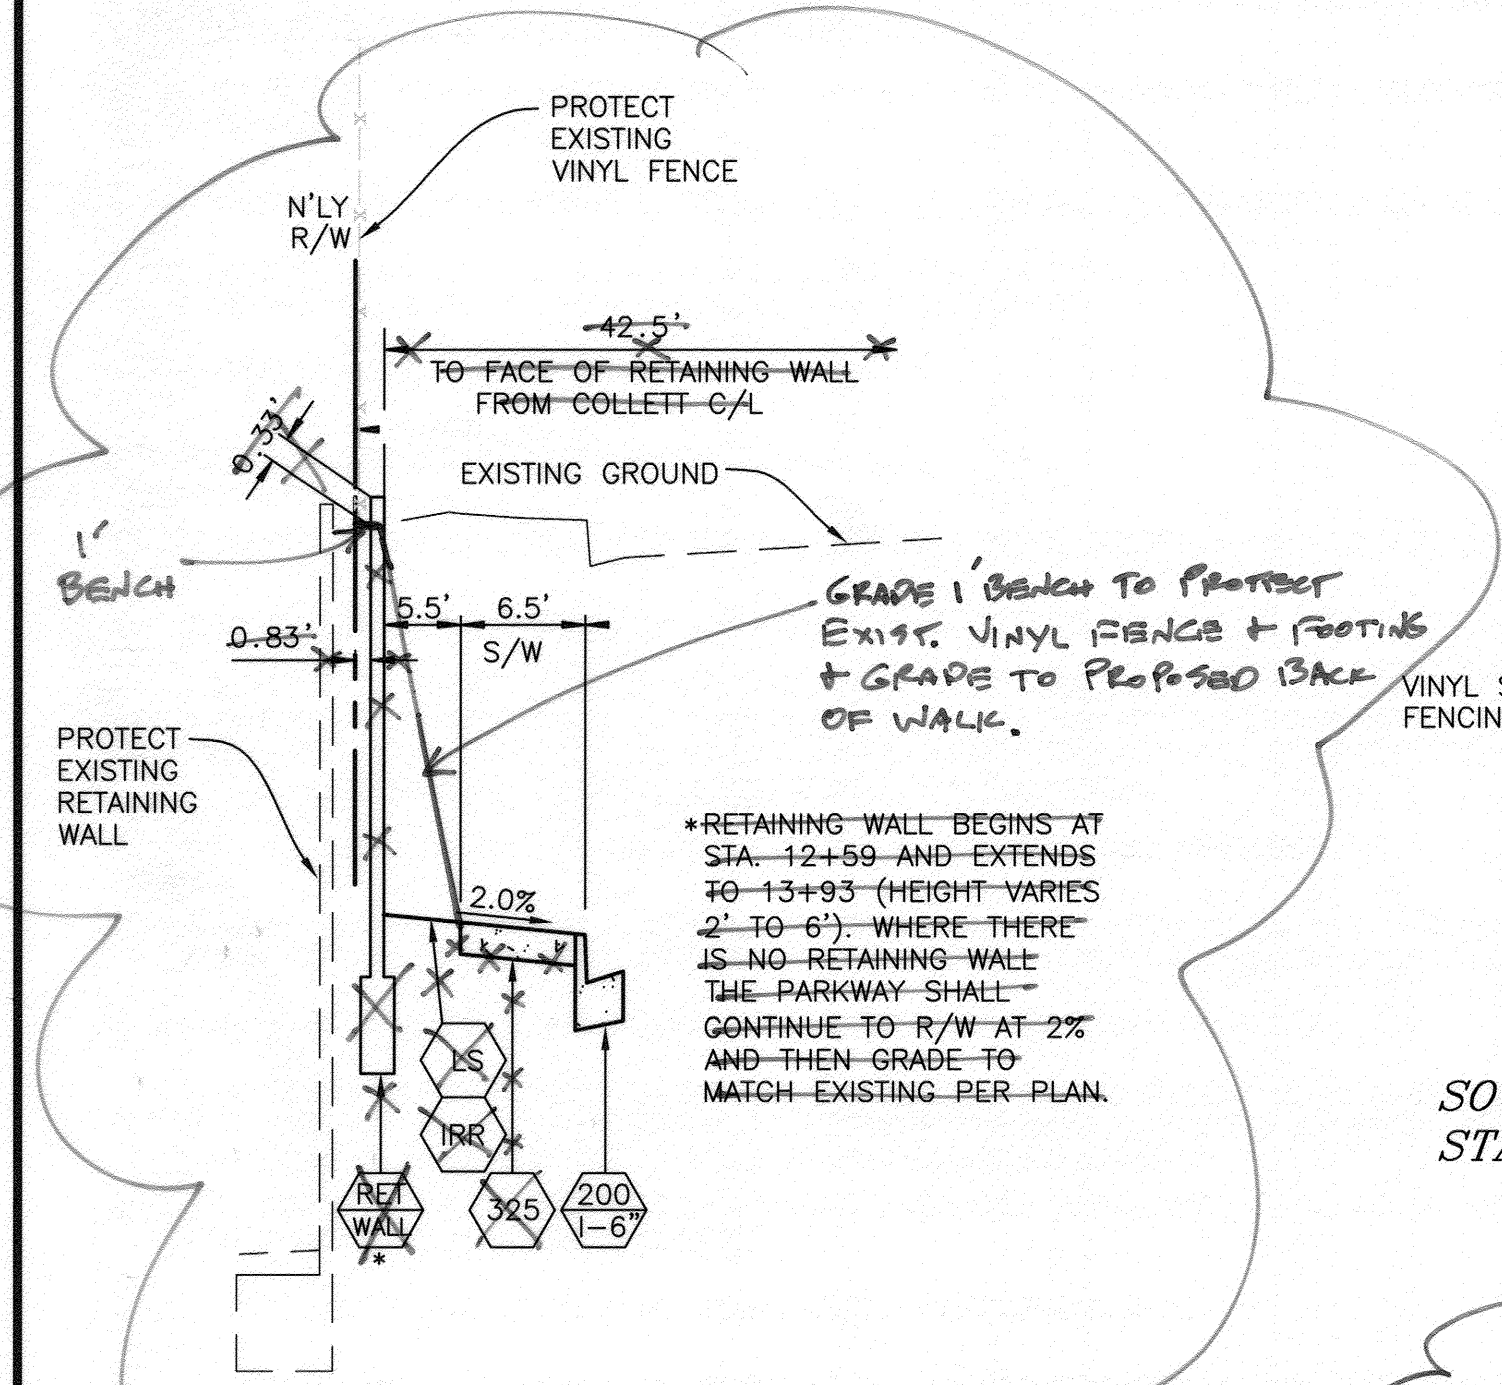 PROTECT
EXISTING
VINYL FENCE
N'LY
R/W
42.5'
TO FACE OF RETAINING WALL
FROM COLLETT C/L
0.33'
EXISTING GROUND
1'
BENCH
GRADE 1' BENCH TO PROTECT
EXIST. VINYL FENCE + FOOTING
+ GRADE TO PROPOSED BACK
OF WALK.
5.5'
6.5'
S/W
0.83'
VINYL S
FENCIN
PROTECT
EXISTING
RETAINING
WALL
*RETAINING WALL BEGINS AT
STA. 12+59 AND EXTENDS
TO 13+93 (HEIGHT VARIES
2' TO 6'). WHERE THERE
IS NO RETAINING WALL
THE PARKWAY SHALL
CONTINUE TO R/W AT 2%
AND THEN GRADE TO
MATCH EXISTING PER PLAN.
2.0%
LS
IRR
RET
WALL
*
325
200
1-6"
SO
STA